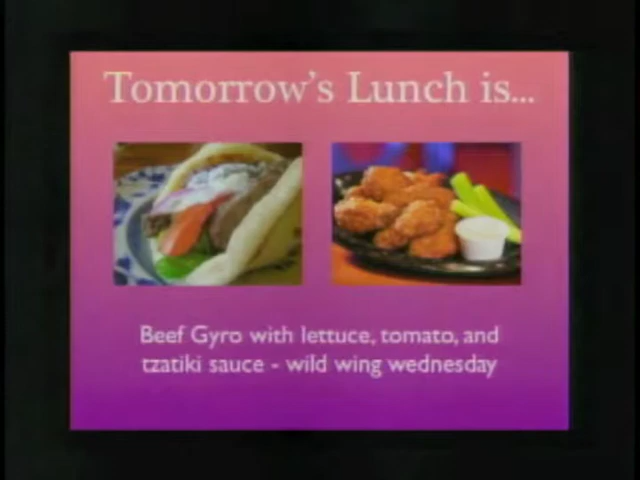 Tomorrow's Lunch is...
Beef Gyro with lettuce, tomato, and
tzatiki sauce - wild wing wednesday